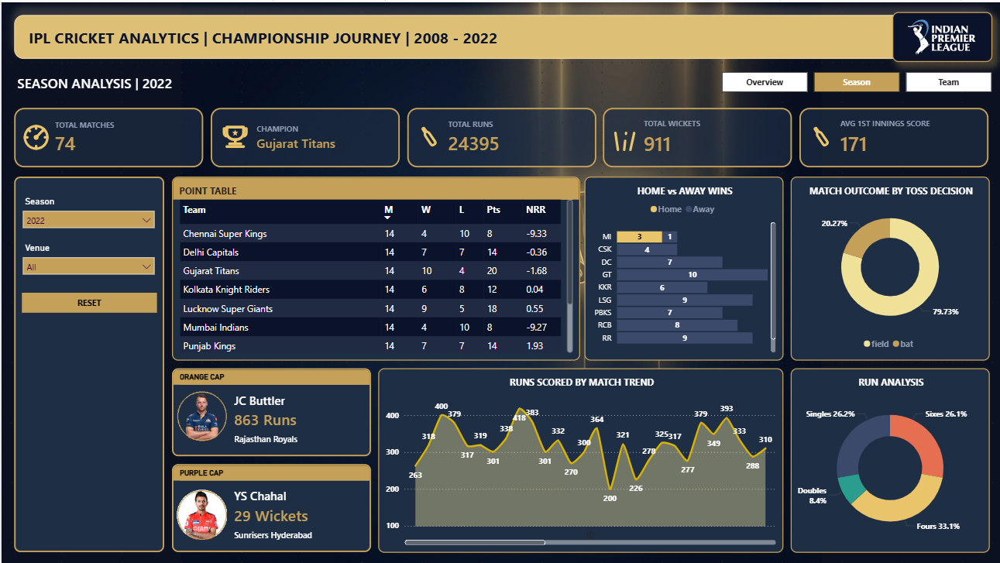 IPL CRICKET ANALYTICS | CHAMPIONSHIP JOURNEY | 2008 - 2022
INDIAN
PREMIER
LEAGUE
SEASON ANALYSIS | 2022
Overview
Season
Team
TOTAL MATCHES
74
CHAMPION
Gujarat Titans
TOTAL RUNS
24395
TOTAL WICKETS
911
AVG 1ST INNINGS SCORE
171
Season
2022
Venue
All
RESET
POINT TABLE
Team M W L Pts NRR
Chennai Super Kings 14 4 10 8 -9.33
Delhi Capitals 14 7 7 14 -0.36
Gujarat Titans 14 10 4 20 -1.68
Kolkata Knight Riders 14 6 8 12 0.04
Lucknow Super Giants 14 9 5 18 0.55
Mumbai Indians 14 4 10 8 -9.27
Punjab Kings 14 7 7 14 1.93
HOME vs AWAY WINS
Home Away
MI 3 1
CSK 4
DC 7
GT 10
KKR 6
LSG 9
PBKS 7
RCB 8
RR 9
MATCH OUTCOME BY TOSS DECISION
20.27%
79.73%
field bat
ORANGE CAP
JC Buttler
863 Runs
Rajasthan Royals
PURPLE CAP
YS Chahal
29 Wickets
Sunrisers Hyderabad
RUNS SCORED BY MATCH TREND
400
300
200
100
263
318
400
379
317
319
301
338
418
383
301
332
270
300
364
200
321
226
278
325
317
277
379
349
393
333
288
310
RUN ANALYSIS
Singles 26.2%
Sixes 26.1%
Doubles
8.4%
Fours 33.1%